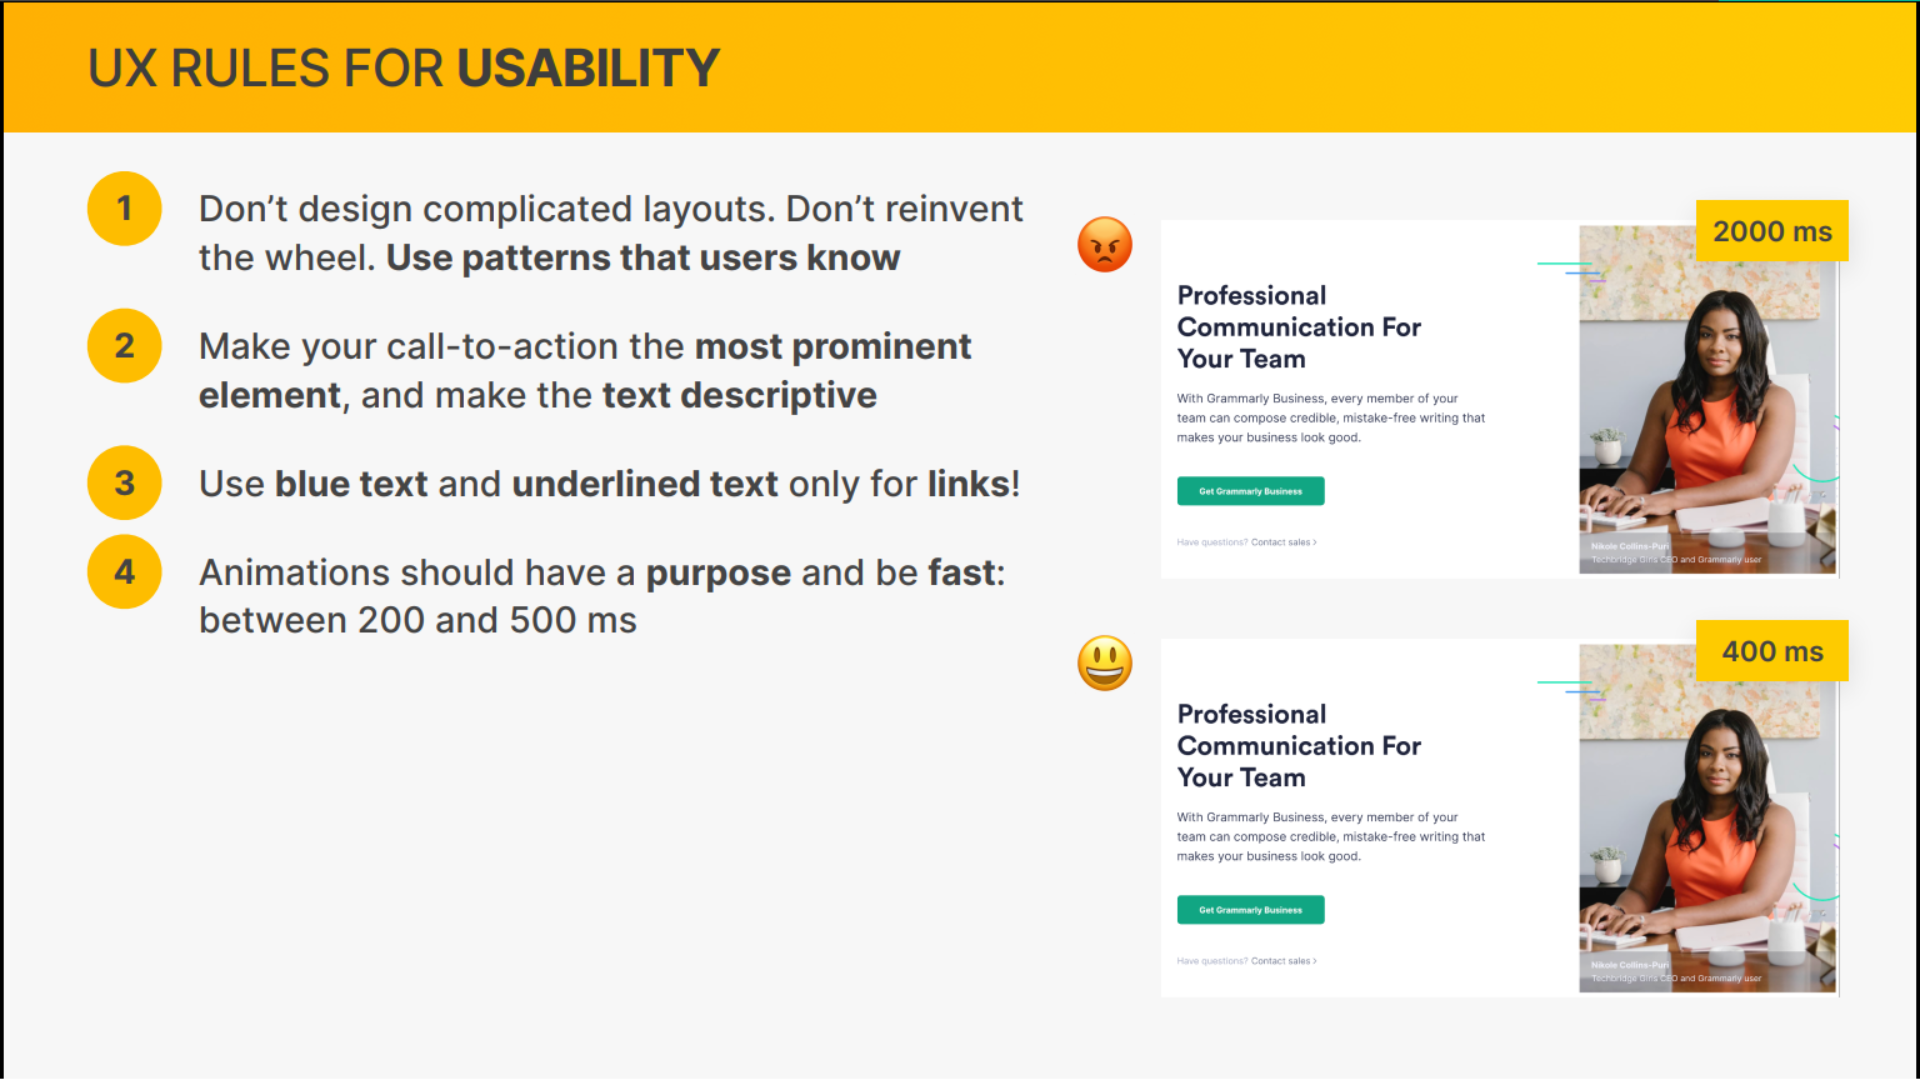 UX RULES FOR USABILITY
1
Don’t design complicated layouts. Don’t reinvent
the wheel. Use patterns that users know
2
Make your call-to-action the most prominent
element, and make the text descriptive
3
Use blue text and underlined text only for links!
4
Animations should have a purpose and be fast:
between 200 and 500 ms
2000 ms
Professional
Communication For
Your Team
With Grammarly Business, every member of your
team can compose credible, mistake-free writing that
makes your business look good.
Get Grammarly Business
Have questions? Contact sales >
Nikole Collins-Puri
Techbridge Girls CEO and Grammarly user
400 ms
Professional
Communication For
Your Team
With Grammarly Business, every member of your
team can compose credible, mistake-free writing that
makes your business look good.
Get Grammarly Business
Have questions? Contact sales >
Nikole Collins-Puri
Techbridge Girls CEO and Grammarly user